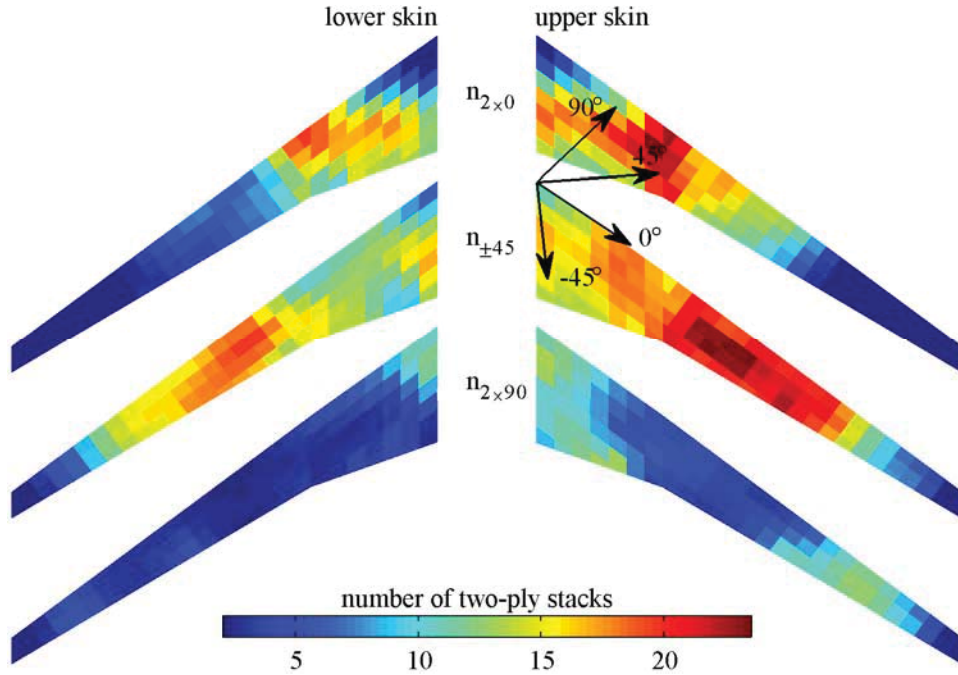 lower skin
upper skin
n2×0
90°
45°
0°
n±45
-45°
n2×90
number of two-ply stacks
5 10 15 20